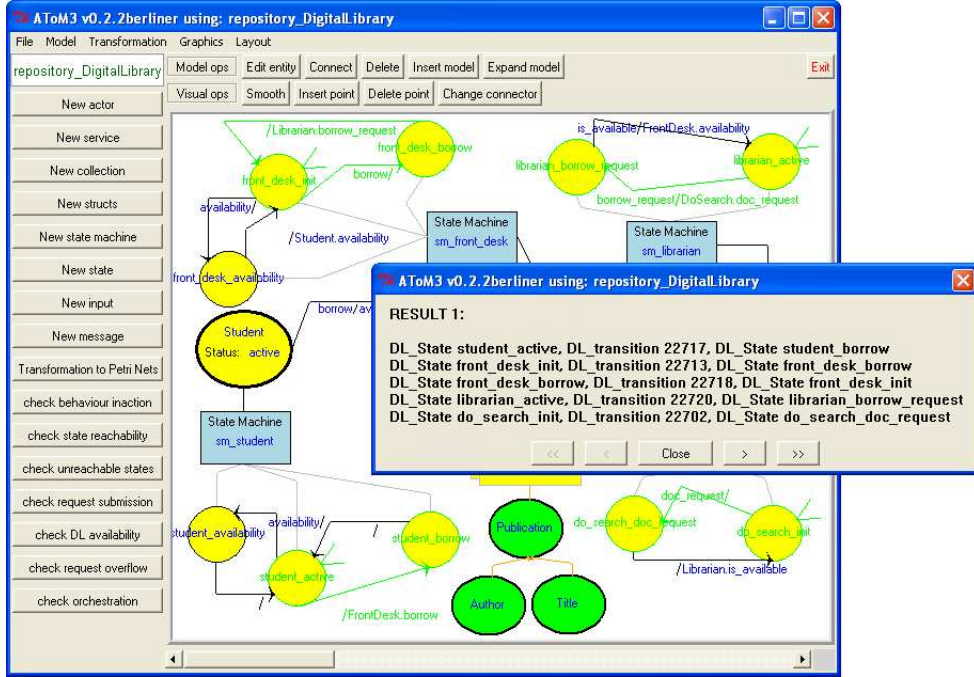 AToM3 v0.2.2berliner using: repository_DigitalLibrary
File Model Transformation Graphics Layout
repository_DigitalLibrary
Model ops Edit entity Connect Delete Insert model Expand model Exit
Visual ops Smooth Insert point Delete point Change connector
New actor
New service
New collection
New structs
New state machine
New state
New input
New message
Transformation to Petri Nets
check behaviour inaction
check state reachability
check unreachable states
check request submission
check DL availability
check request overflow
check orchestration
/Librarian.borrow_request
front_desk_borrow
front_desk_init
borrow/
availability/
/Student.availability
front_desk_availability
State Machine
sm_front_desk
is_available/FrontDesk.availability
librarian_borrow_request
librarian_active
borrow_request/DoSearch.doc_request
State Machine
sm_librarian
Student
Status: active
borrow/av
State Machine
sm_student
AToM3 v0.2.2berliner using: repository_DigitalLibrary
RESULT 1:
DL_State student_active, DL_transition 22717, DL_State student_borrow
DL_State front_desk_init, DL_transition 22713, DL_State front_desk_borrow
DL_State front_desk_borrow, DL_transition 22718, DL_State front_desk_init
DL_State librarian_active, DL_transition 22720, DL_State librarian_borrow_request
DL_State do_search_init, DL_transition 22702, DL_State do_search_doc_request
<< < Close > >>
student_availability
availability/
/
student_borrow
student_active
/
/FrontDesk.borrow
Publication
Author
Title
doc_request/
do_search_doc_request
do_search_init
/Librarian.is_available